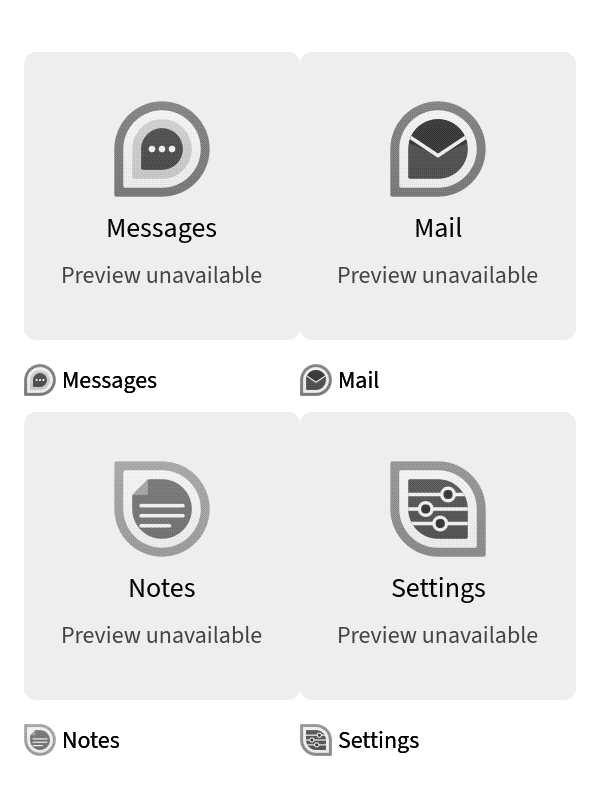 Messages
Preview unavailable
Mail
Preview unavailable
Messages
Mail
Notes
Preview unavailable
Settings
Preview unavailable
Notes
Settings